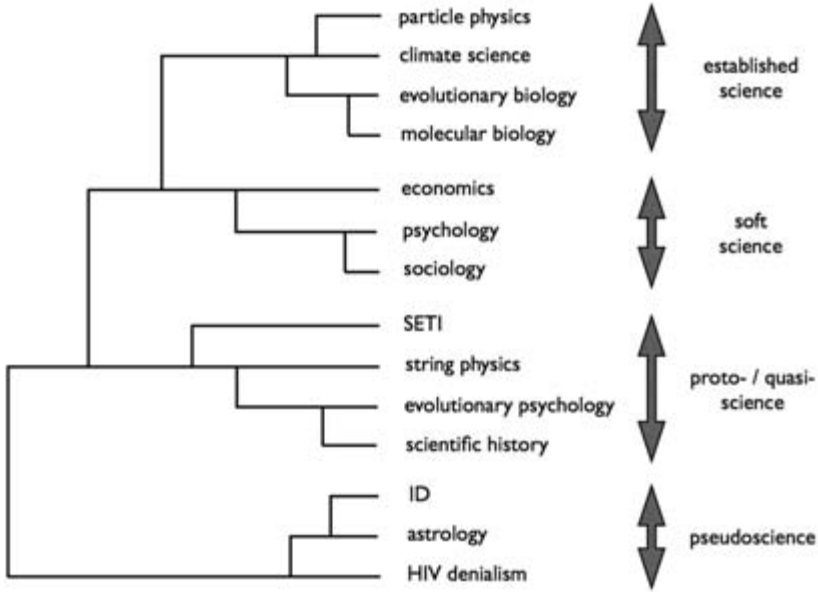 particle physics
climate science
evolutionary biology
molecular biology
established
science
economics
psychology
sociology
soft
science
SETI
string physics
evolutionary psychology
scientific history
proto- / quasi-
science
ID
astrology
HIV denialism
pseudoscience